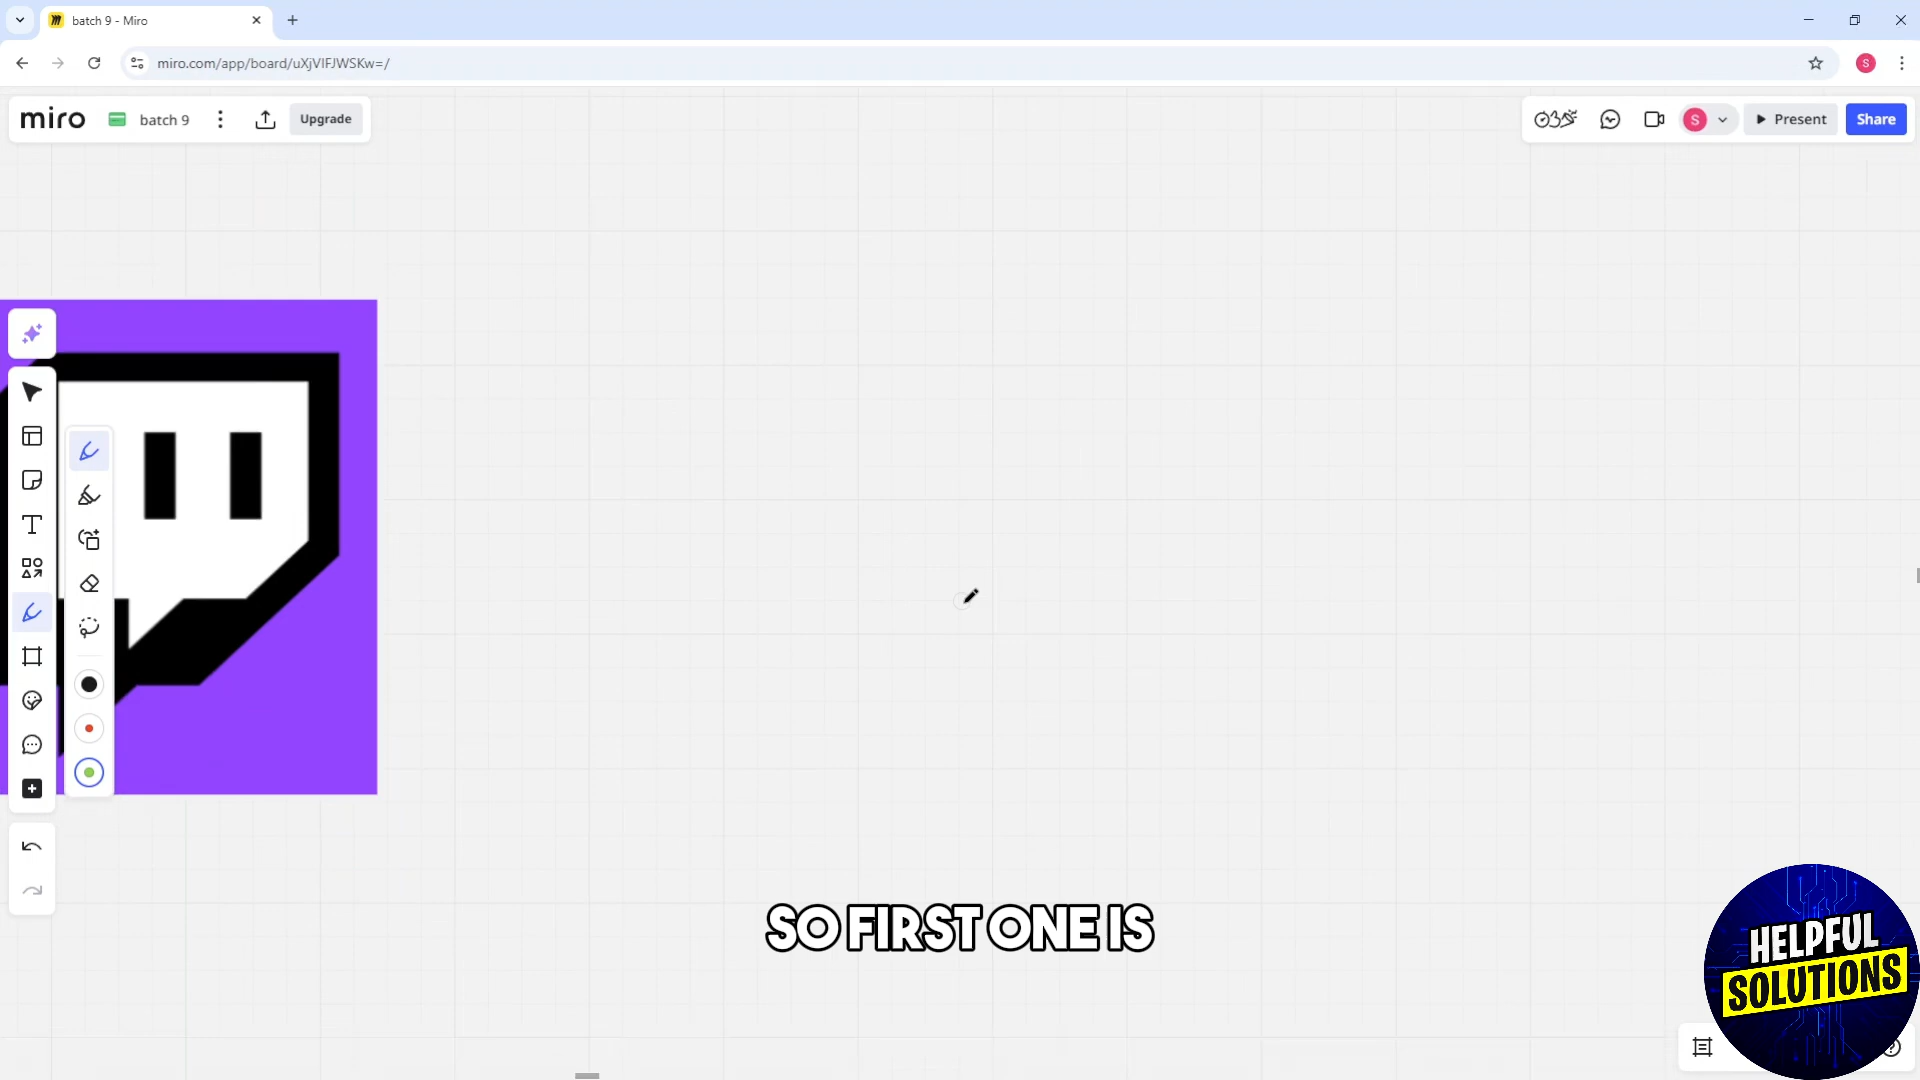 batch 9 - Miro
miro.com/app/board/uXjVIFJWSKw=/
S
miro
batch 9
Upgrade
S
Present
Share
SO FIRST ONE IS
HELPFUL
SOLUTIONS